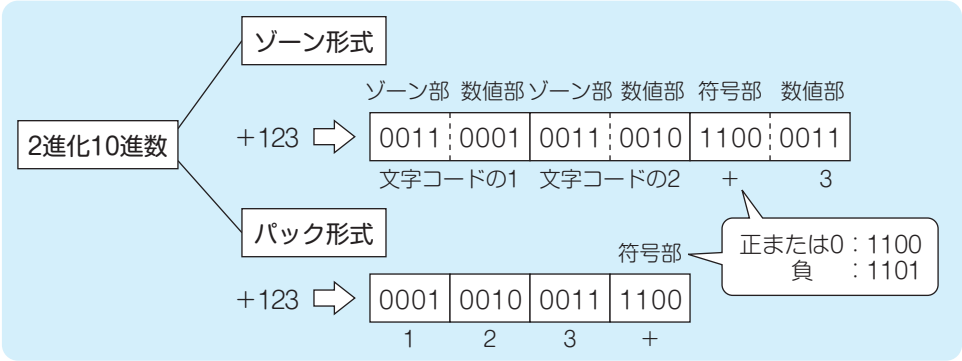 ゾーン形式
ゾーン部 数値部 ゾーン部 数値部 符号部 数値部
2進化10進数
+123 0011 0001 0011 0010 1100 0011
文字コードの1 文字コードの2 + 3
パック形式
符号部
正または0：1100
負　：1101
+123 0001 0010 0011 1100
1 2 3 +